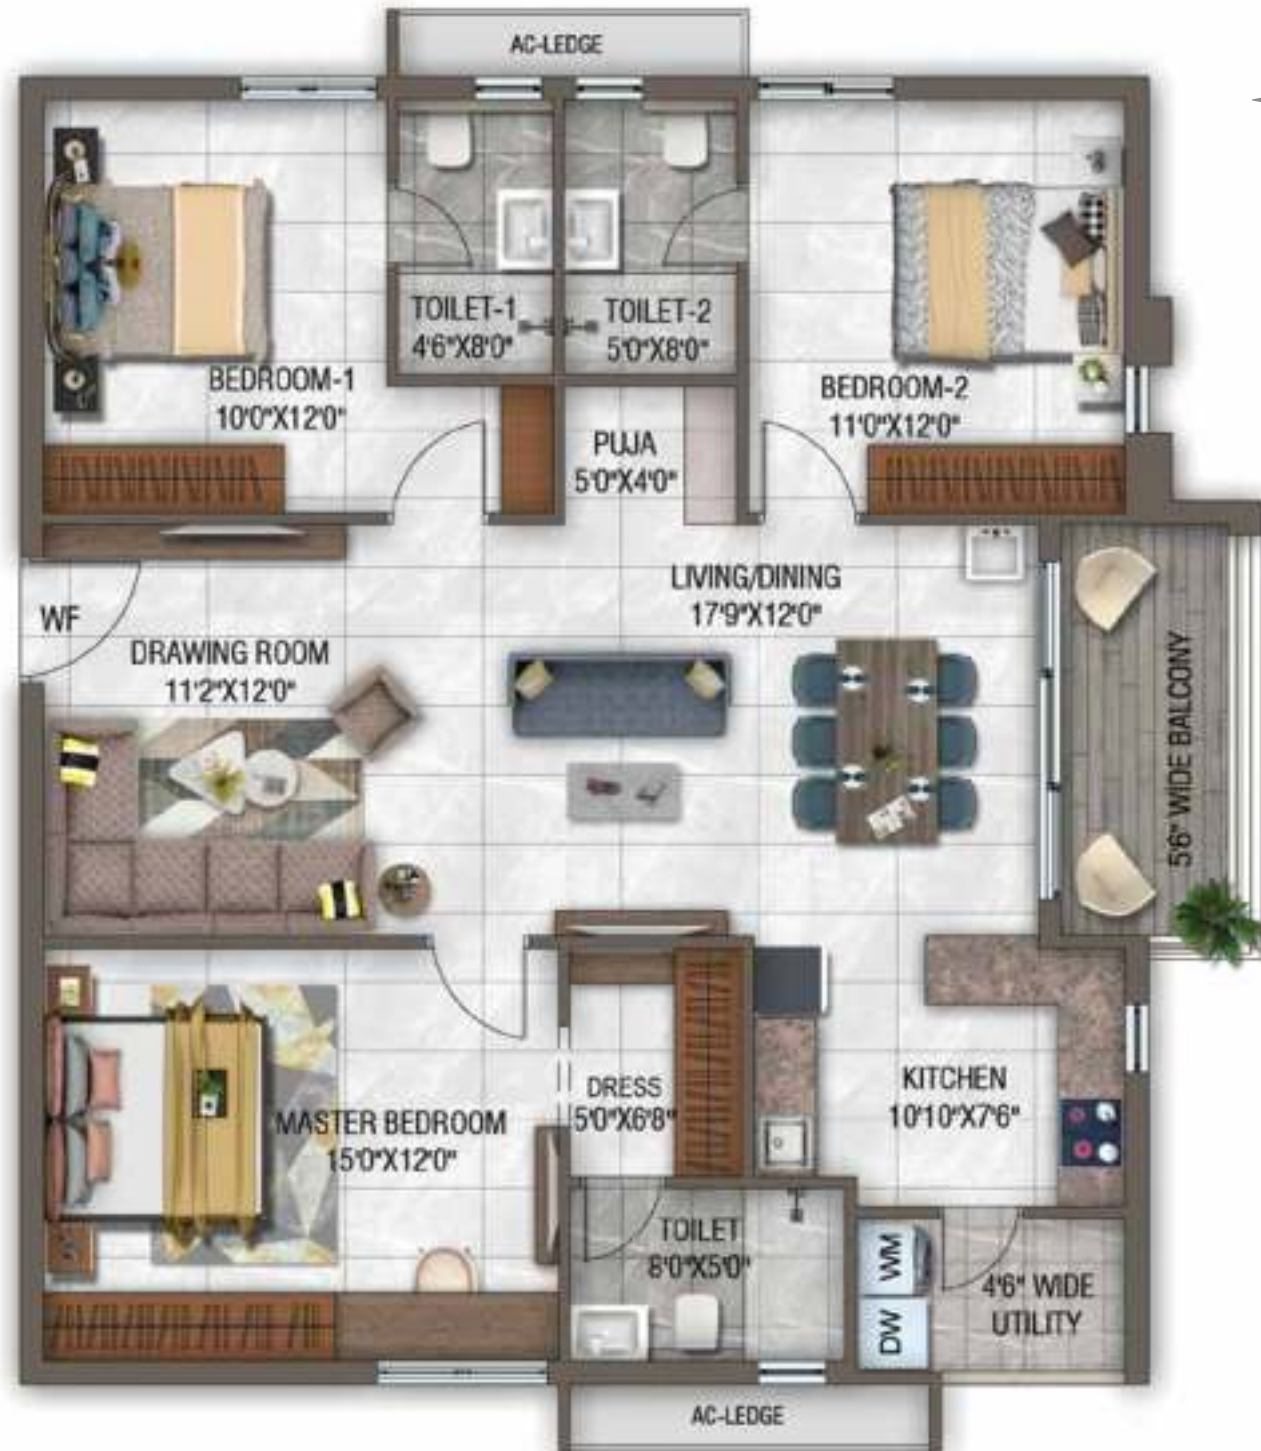 AC-LEDGE
TOILET-1
4'6"X8'0"
TOILET-2
5'0"X8'0"
BEDROOM-1
10'0"X12'0"
BEDROOM-2
11'0"X12'0"
PUJA
5'0"X4'0"
WF
LIVING/DINING
17'9"X12'0"
DRAWING ROOM
11'2"X12'0"
5'6" WIDE BALCONY
DRESS
5'0"X6'8"
KITCHEN
10'10"X7'6"
MASTER BEDROOM
15'0"X12'0"
TOILET
8'0"X5'0"
WM
DW
4'6" WIDE
UTILITY
AC-LEDGE